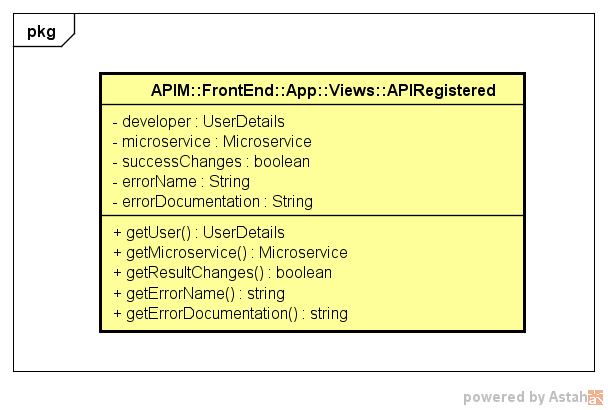 pkg
APIM::FrontEnd::App::Views::APIRegistered
- developer : UserDetails
- microservice : Microservice
- successChanges : boolean
- errorName : String
- errorDocumentation : String
+ getUser() : UserDetails
+ getMicroservice() : Microservice
+ getResultChanges() : boolean
+ getErrorName() : string
+ getErrorDocumentation() : string
powered by Astah